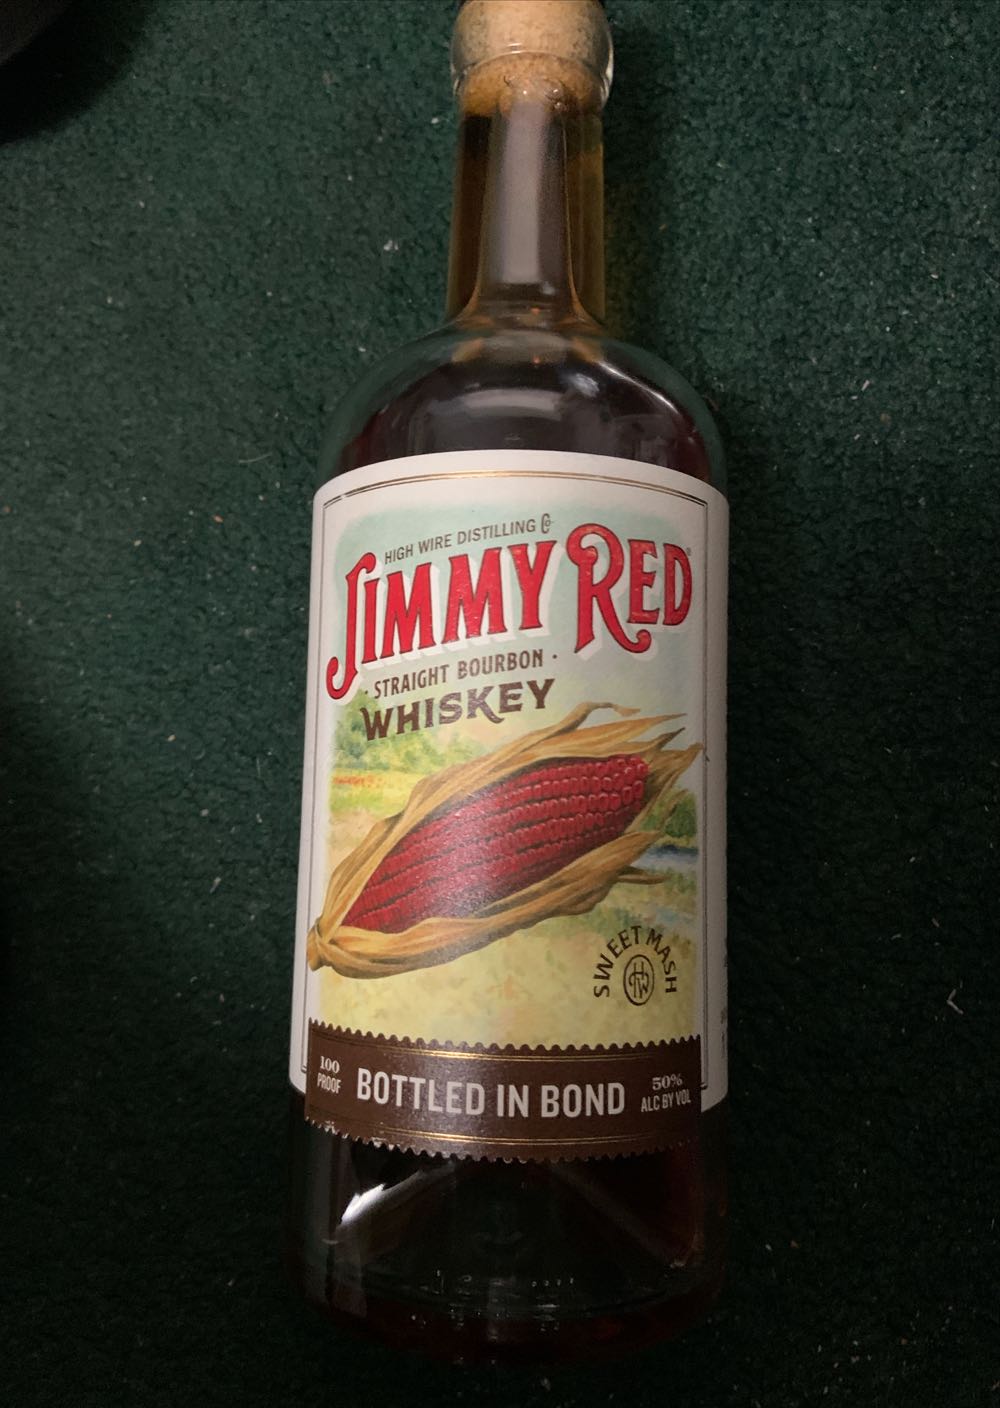 HIGH WIRE DISTILLING Co
JIMMY RED®
· STRAIGHT BOURBON ·
WHISKEY
SWEET MASH
HW
100
PROOF
BOTTLED IN BOND
50%
ALC BY VOL